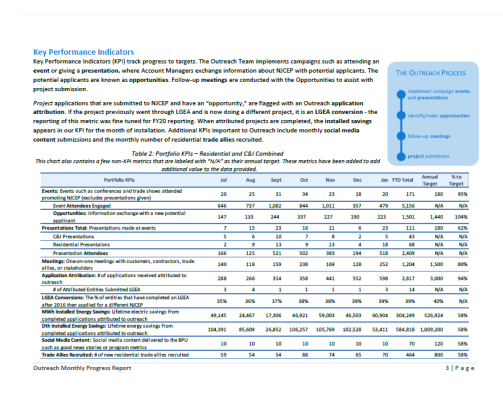 Key Performance Indicators
Key Performance Indicators (KPI) track progress to targets. The Outreach Team implements campaigns such as attending an
event or giving a presentation, where Account Managers exchange information about NJCEP with potential applicants. The
potential applicants are known as opportunities. Follow-up meetings are conducted with the Opportunities to assist with
project submission.
Project applications that are submitted to NJCEP and have an "opportunity," are flagged with an Outreach application
attribution. If the project previously went through LGEA and is now doing a different project, it is an LGEA conversion - the
reporting of this metric was fine tuned for FY20 reporting. When attributed projects are completed, the installed savings
appears in our KPI for the month of installation. Additional KPIs important to Outreach include monthly social media
content submissions and the monthly number of residential trade allies recruited.
THE OUTREACH PROCESS
implement campaign events
and presentations
identify/make opportunities
follow-up meetings
project submission
Table 2: Portfolio KPIs – Residential and C&I Combined
This chart also contains a few non-KPI metrics that are labeled with "N/A" as their annual target. These metrics have been added to add
additional value to the data provided.
Portfolio KPIs Jul Aug Sept Oct Nov Dec Jan YTD Total Annual Target % to Target
Events: Events such as conferences and trade shows attended
promoting NJCEP (excludes presentations given) 20 25 31 34 23 18 20 171 180 95%
Event Attendees Engaged 646 737 1,082 844 1,011 357 479 5,156 N/A N/A
Opportunities: Information exchange with a new potential
applicant 147 133 244 337 227 190 223 1,501 1,440 104%
Presentations Total: Presentations made at events 7 15 23 16 21 6 23 111 180 62%
C&I Presentations 5 6 10 7 8 2 5 43 N/A N/A
Residential Presentations 2 9 13 9 13 4 18 68 N/A N/A
Presentation Attendees 166 125 521 502 383 194 518 2,409 N/A N/A
Meetings: One-on-one meetings with customers, contractors, trade
allies, or stakeholders 140 118 159 238 169 128 252 1,204 1,500 80%
Application Attribution: # of applications received attributed to
outreach 288 266 314 358 441 552 598 2,817 3,000 94%
# of Attributed Entities Submitted LGEA 3 4 1 1 1 1 3 14 N/A N/A
LGEA Conversions: The % of entities that have completed an LGEA
after 2016 then applied for a different NJCEP 35% 36% 37% 38% 38% 39% 39% 39% 40% N/A
MWh Installed Energy Savings: Lifetime electric savings from
completed applications attributed to outreach 49,145 24,467 17,306 46,921 59,003 46,503 60,904 304,249 526,924 58%
Dth Installed Energy Savings: Lifetime energy savings from
completed applications attributed to outreach 104,391 85,609 26,852 106,257 105,769 102,528 53,411 584,818 1,009,200 58%
Social Media Content: Social media content delivered to the BPU
such as good news stories or program metrics 10 10 10 10 10 10 10 70 120 58%
Trade Allies Recruited: # of new residential trade allies recruited 59 54 54 88 74 65 70 464 800 58%
Outreach Monthly Progress Report
3 | P a g e